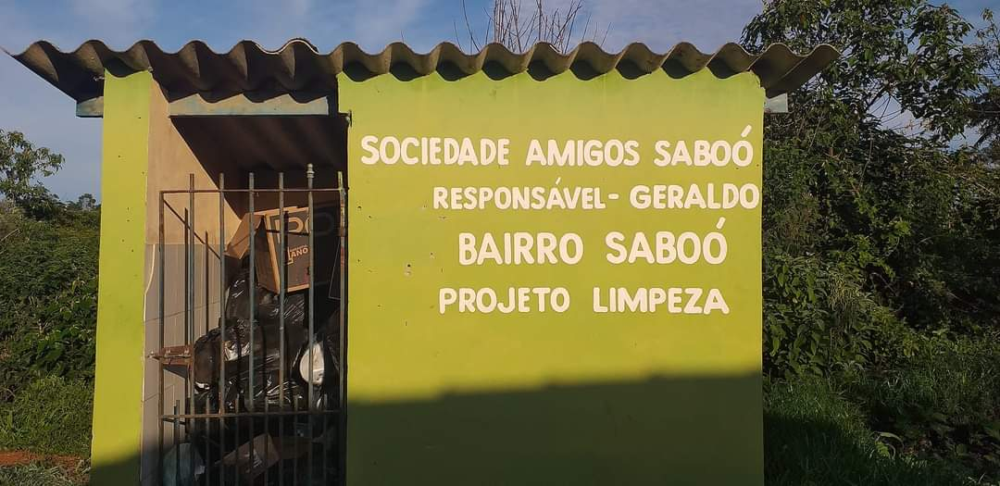 SOCIEDADE AMIGOS SABOÓ
RESPONSÁVEL- GERALDO
BAIRRO SABOÓ
PROJETO LIMPEZA